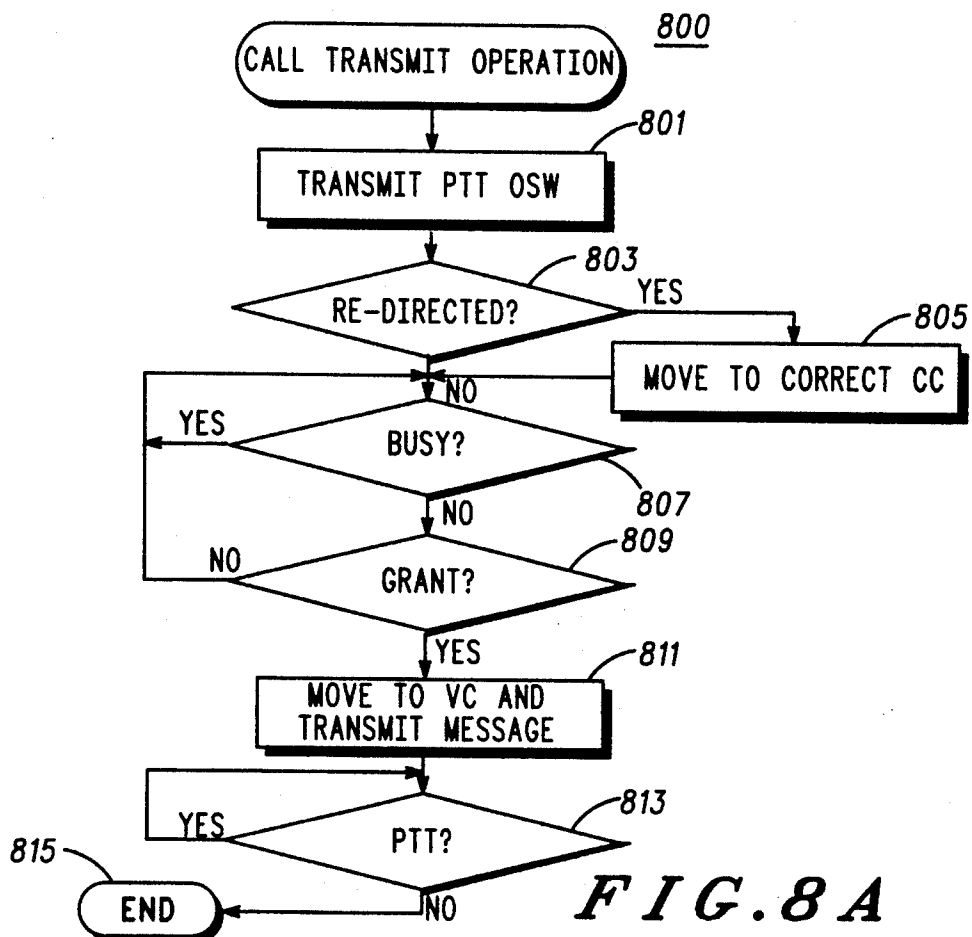 800
CALL TRANSMIT OPERATION
801
TRANSMIT PTT OSW
803
RE-DIRECTED?
YES
805
MOVE TO CORRECT CC
NO
YES
BUSY?
807
NO
809
NO
GRANT?
YES
811
MOVE TO VC AND
TRANSMIT MESSAGE
813
YES
PTT?
815
END
NO
FIG.8A